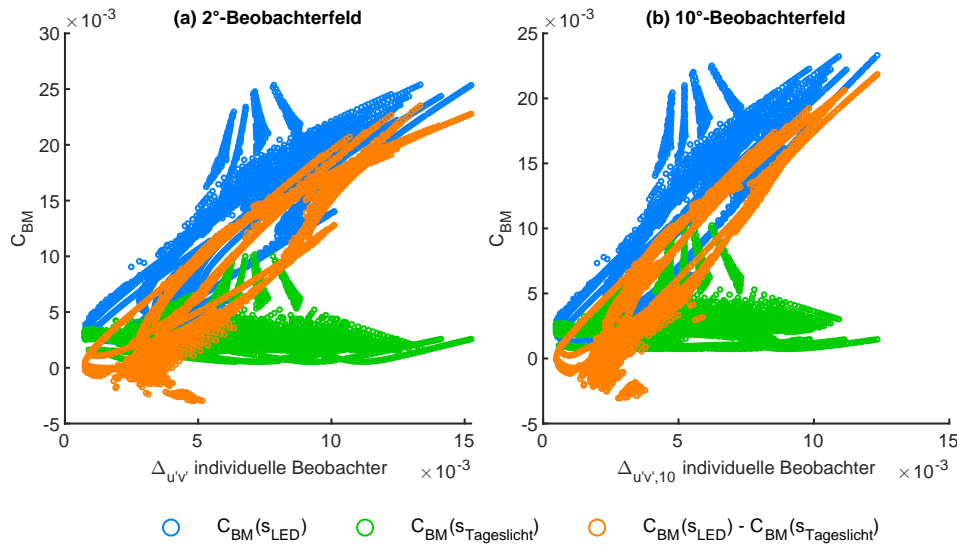 (a) 2°-Beobachterfeld
× 10⁻³
30
25
20
15
10
5
0
-5
C_BM
0 5 10 15
Δ_u'v' individuelle Beobachter × 10⁻³
(b) 10°-Beobachterfeld
× 10⁻³
25
20
15
10
5
0
-5
C_BM
0 5 10 15
Δ_u'v',10 individuelle Beobachter × 10⁻³
C_BM(s_LED) C_BM(s_Tageslicht) C_BM(s_LED) - C_BM(s_Tageslicht)